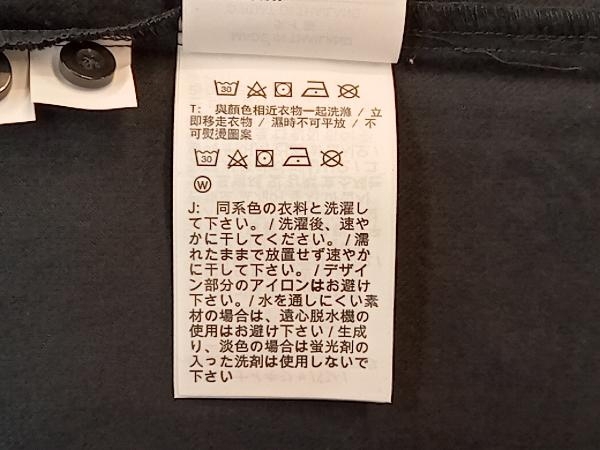 30
T: 與顏色相近衣物一起洗滌 / 立
即移走衣物 / 濕時不可平放 / 不
可熨燙圖案
30
W
J: 同系色の衣料と洗濯し
て下さい。/ 洗濯後、速や
かに干してください。/ 濡
れたままで放置せず速やか
に干して下さい。/ デザイ
ン部分のアイロンはお避け
下さい。/ 水を通しにくい素
材の場合は、遠心脱水機の
使用はお避け下さい / 生成
り、淡色の場合は蛍光剤の
入った洗剤は使用しないで
下さい